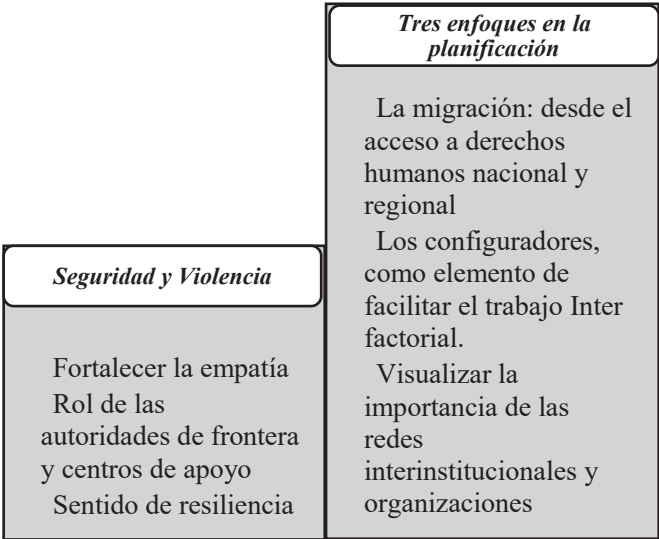 Tres enfoques en la
planificación
La migración: desde el
acceso a derechos
humanos nacional y
regional
Los configuradores,
como elemento de
facilitar el trabajo Inter
factorial.
Visualizar la
importancia de las
redes
interinstitucionales y
organizaciones
Seguridad y Violencia
Fortalecer la empatía
Rol de las
autoridades de frontera
y centros de apoyo
Sentido de resiliencia